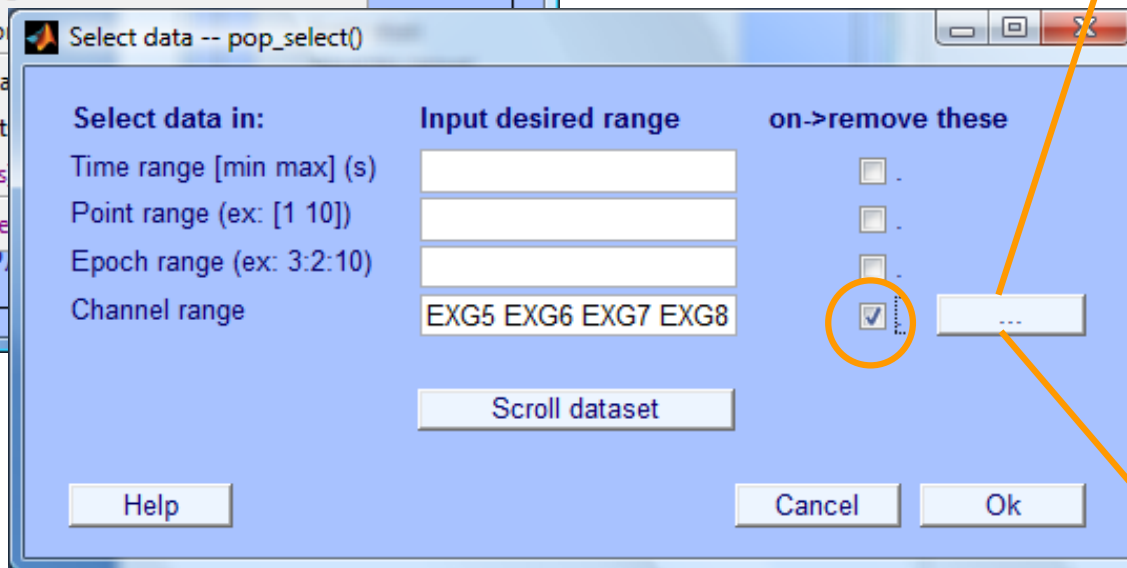 Select data -- pop_select()
Select data in: Input desired range on->remove these
Time range [min max] (s) .
Point range (ex: [1 10]) .
Epoch range (ex: 3:2:10) .
Channel range EXG5 EXG6 EXG7 EXG8 . ...
Scroll dataset
Help Cancel Ok